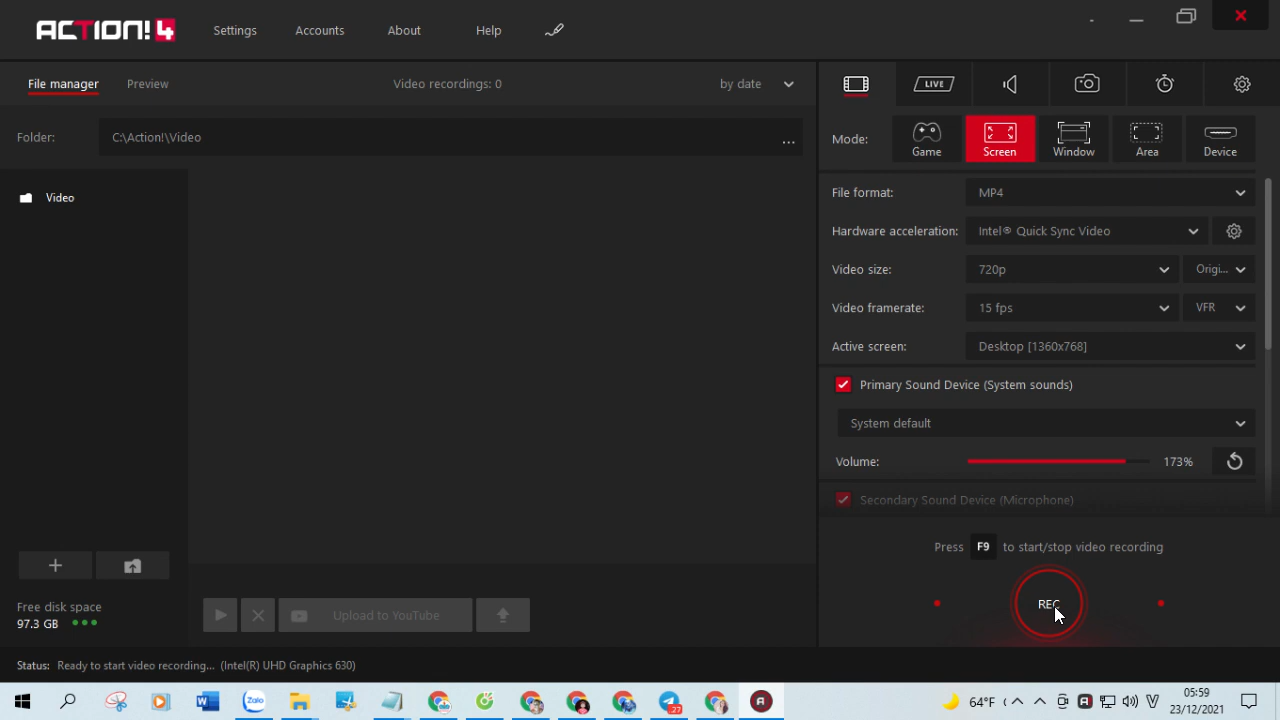 ACTION! 4
Settings
Accounts
About
Help
File manager
Preview
Video recordings: 0
by date
Folder:
C:\Action!\Video
...
Video
Free disk space
97.3 GB
Upload to YouTube
LIVE
Mode:
Game
Screen
Window
Area
Device
File format:
MP4
Hardware acceleration:
Intel® Quick Sync Video
Video size:
720p
Origi...
Video framerate:
15 fps
VFR
Active screen:
Desktop [1360x768]
Primary Sound Device (System sounds)
System default
Volume:
173%
Secondary Sound Device (Microphone)
Press F9 to start/stop video recording
REC
Status: Ready to start video recording... (Intel(R) UHD Graphics 630)
Zalo
27
64°F
V
05:59
23/12/2021